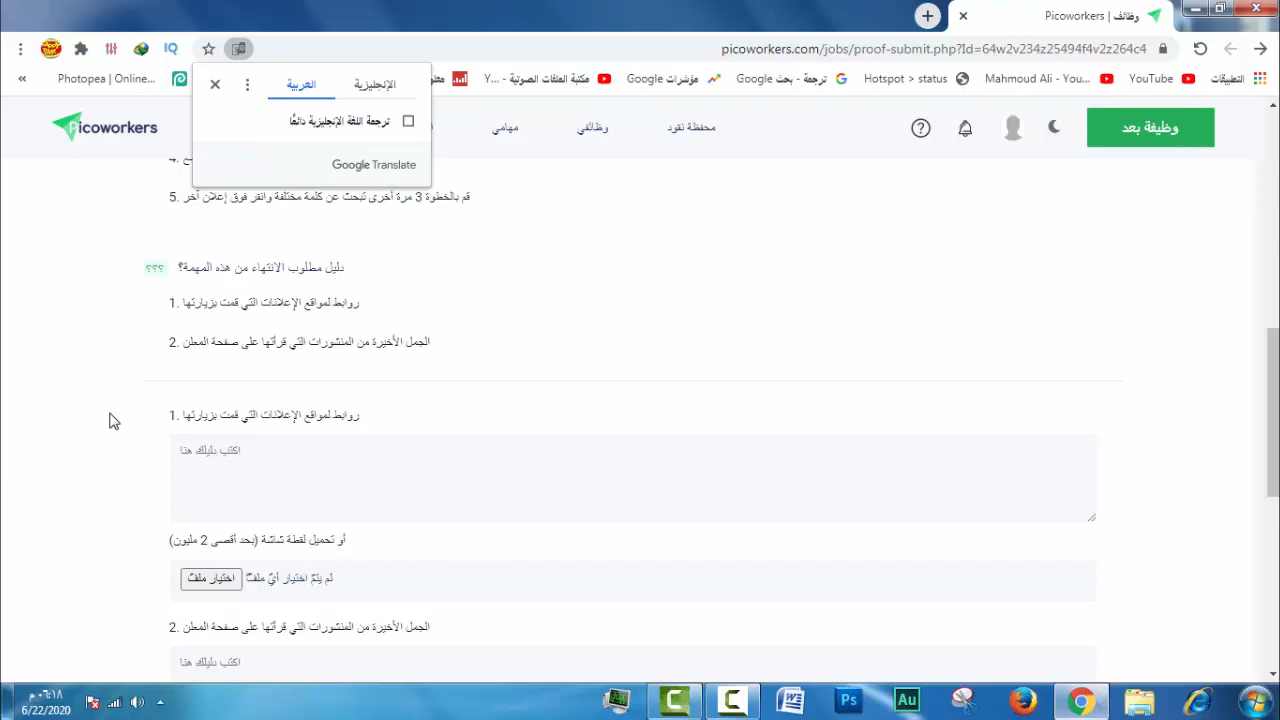 وظائف | Picoworkers
picoworkers.com/jobs/proof-submit.php?Id=64w2v234z25494f4v2z264c4
IQ
التطبيقات
YouTube
Mahmoud Ali - You...
Hotspot > status
ترجمة - بحث Google
مؤشرات Google
مكتبة الملفات الصوتية - Y...
Photopea | Online...
«
الإنجليزية
العربية
ترجمة اللغة الإنجليزية دائمًا
Google Translate
picoworkers
مهامي
وظائفي
محفظة نقود
وظيفة بعد
4.
5. قم بالخطوة 3 مرة أخرى تبحث عن كلمة مختلفة وانقر فوق إعلان آخر
؟؟؟ دليل مطلوب الانتهاء من هذه المهمة؟
1. روابط لمواقع الإعلانات التي قمت بزيارتها
2. الجمل الأخيرة من المنشورات التي قرأتها على صفحة المعلن
1. روابط لمواقع الإعلانات التي قمت بزيارتها
اكتب دليلك هنا
أو تحميل لقطة شاشة (بحد أقصى 2 مليون)
اختيار ملفّ لم يتمّ اختيار أيّ ملفّ
2. الجمل الأخيرة من المنشورات التي قرأتها على صفحة المعلن
اكتب دليلك هنا
٠٦:١٨ م
6/22/2020
Ps
Au